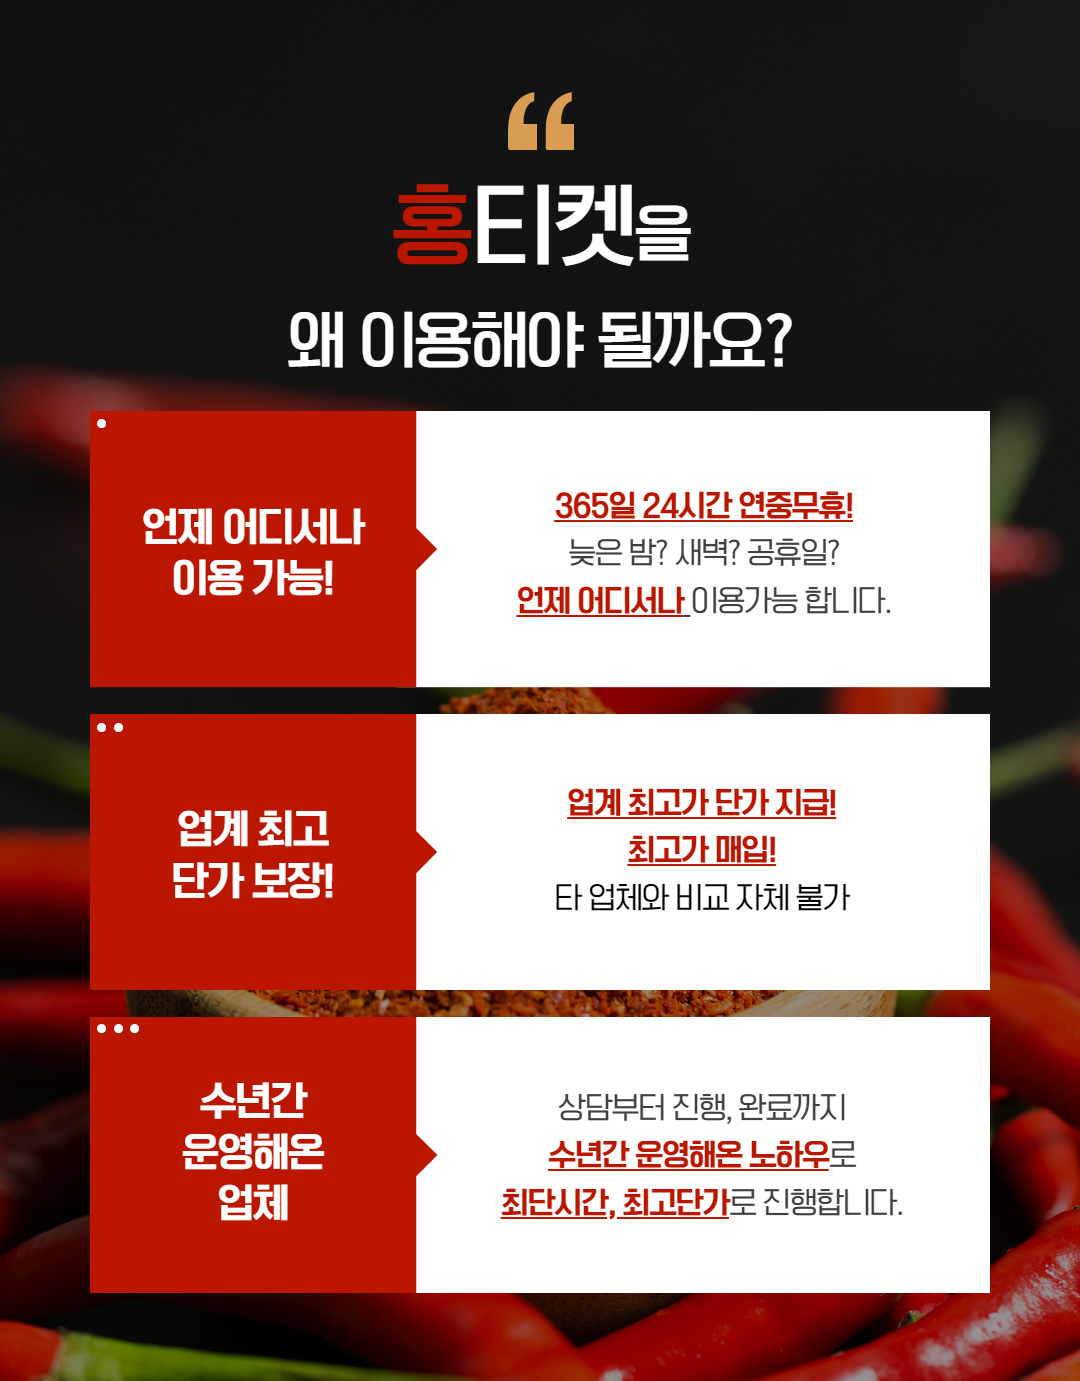 홍티켓을
왜 이용해야 될까요?
언제 어디서나
이용 가능!
365일 24시간 연중무휴!
늦은 밤? 새벽? 공휴일?
언제 어디서나 이용가능 합니다.
업계 최고
단가 보장!
업계 최고가 단가 지급!
최고가 매입!
타 업체와 비교 자체 불가
수년간
운영해온
업체
상담부터 진행, 완료까지
수년간 운영해온 노하우로
최단시간, 최고단가로 진행합니다.